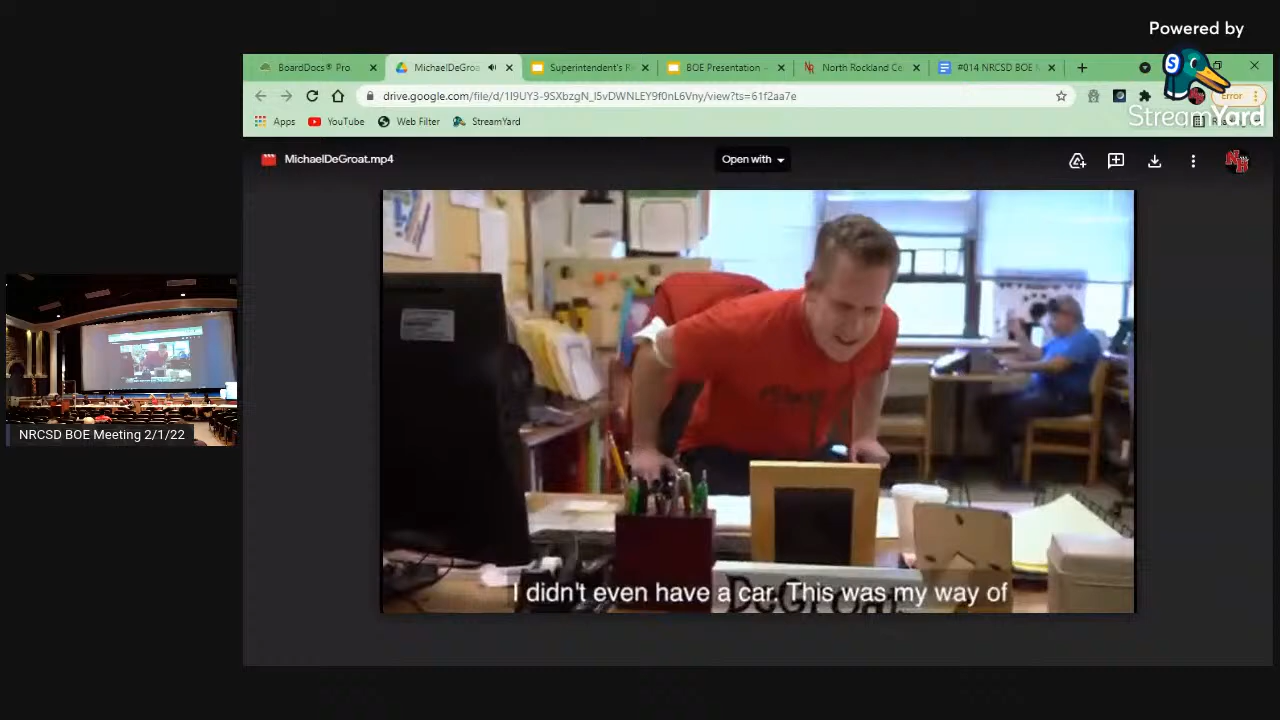 Powered by
StreamYard
BoardDocs® Pro
MichaelDeGroa
Superintendent's R
BOE Presentation -
North Rockland Ce
#014 NRCSD BOE
drive.google.com/file/d/1I9UY3-9SXbzgN_I5vDWNLEY9f0nL6Vny/view?ts=61f2aa7e
Error
Apps
YouTube
Web Filter
StreamYard
MichaelDeGroat.mp4
Open with
NRCSD BOE Meeting 2/1/22
I didn't even have a car. This was my way of
DeGroat